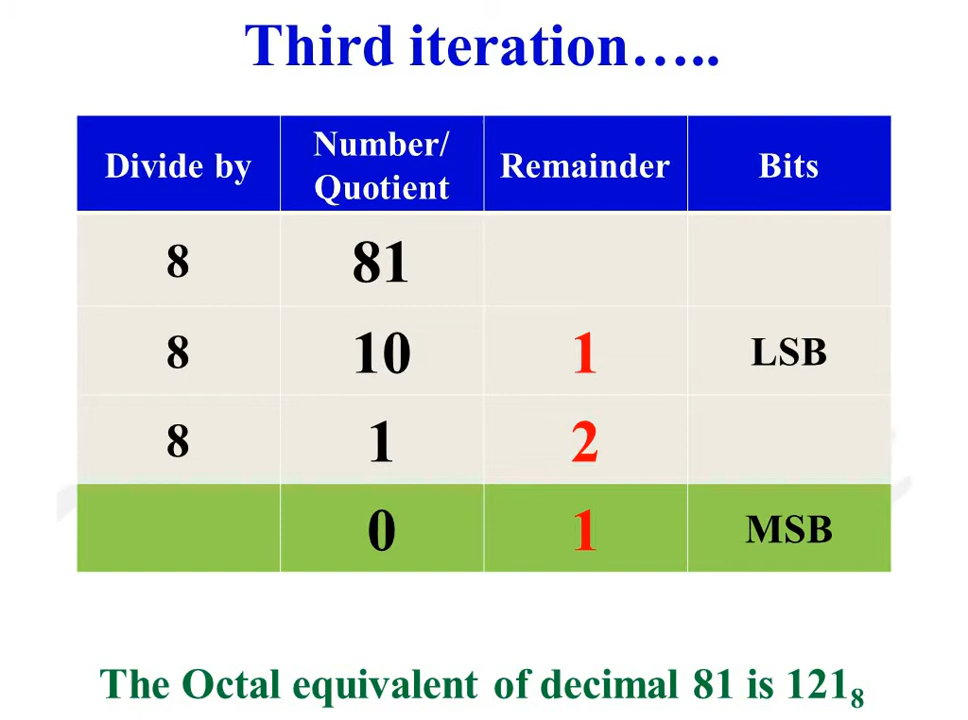 Third iteration…..
Divide by
Number/
Quotient
Remainder
Bits
8
81
8
10
1
LSB
8
1
2
0
1
MSB
The Octal equivalent of decimal 81 is 121₈